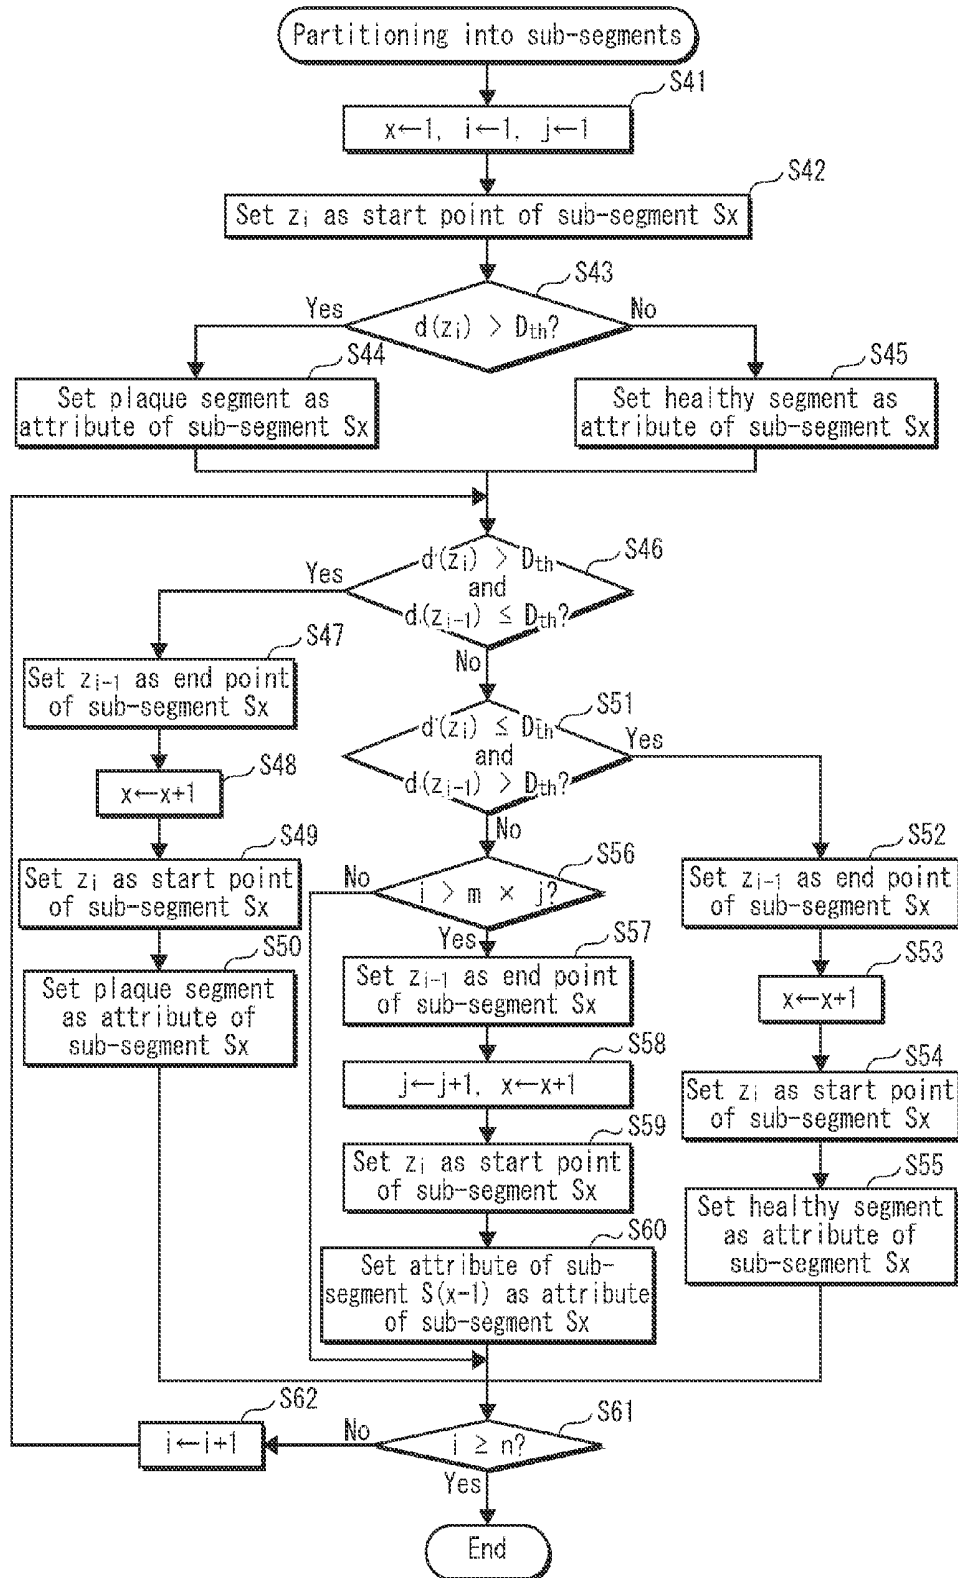 Partitioning into sub-segments
S41
x←1, i←1, j←1
S42
Set zi as start point of sub-segment Sx
S43
Yes
No
d(zi) > Dth?
S44
S45
Set plaque segment as
attribute of sub-segment Sx
Set healthy segment as
attribute of sub-segment Sx
S46
d(zi) > Dth
and
d(zi-1) ≤ Dth?
Yes
No
S47
Set zi-1 as end point
of sub-segment Sx
S48
x←x+1
S49
Set zi as start point
of sub-segment Sx
S50
Set plaque segment
as attribute of
sub-segment Sx
S51
d(zi) ≤ Dth
and
d(zi-1) > Dth?
Yes
No
S52
Set zi-1 as end point
of sub-segment Sx
S53
x←x+1
S54
Set zi as start point
of sub-segment Sx
S55
Set healthy segment
as attribute of
sub-segment Sx
S56
No
i > m × j?
Yes
S57
Set zi-1 as end point
of sub-segment Sx
S58
j←j+1, x←x+1
S59
Set zi as start point
of sub-segment Sx
S60
Set attribute of sub-
segment S(x-1) as attribute
of sub-segment Sx
S61
i ≥ n?
No
Yes
S62
i←i+1
End